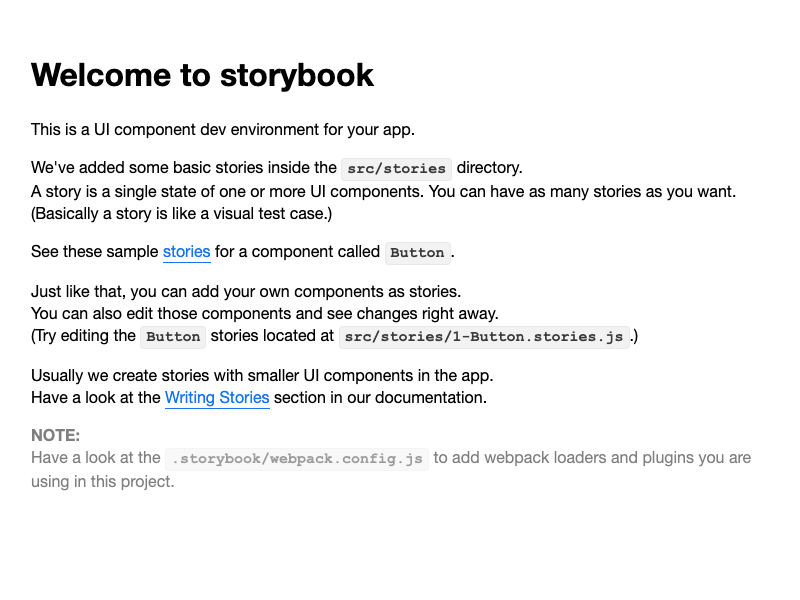 Welcome to storybook
This is a UI component dev environment for your app.
We've added some basic stories inside the src/stories directory.
A story is a single state of one or more UI components. You can have as many stories as you want.
(Basically a story is like a visual test case.)
See these sample stories for a component called Button.
Just like that, you can add your own components as stories.
You can also edit those components and see changes right away.
(Try editing the Button stories located at src/stories/1-Button.stories.js.)
Usually we create stories with smaller UI components in the app.
Have a look at the Writing Stories section in our documentation.
NOTE:
Have a look at the .storybook/webpack.config.js to add webpack loaders and plugins you are
using in this project.